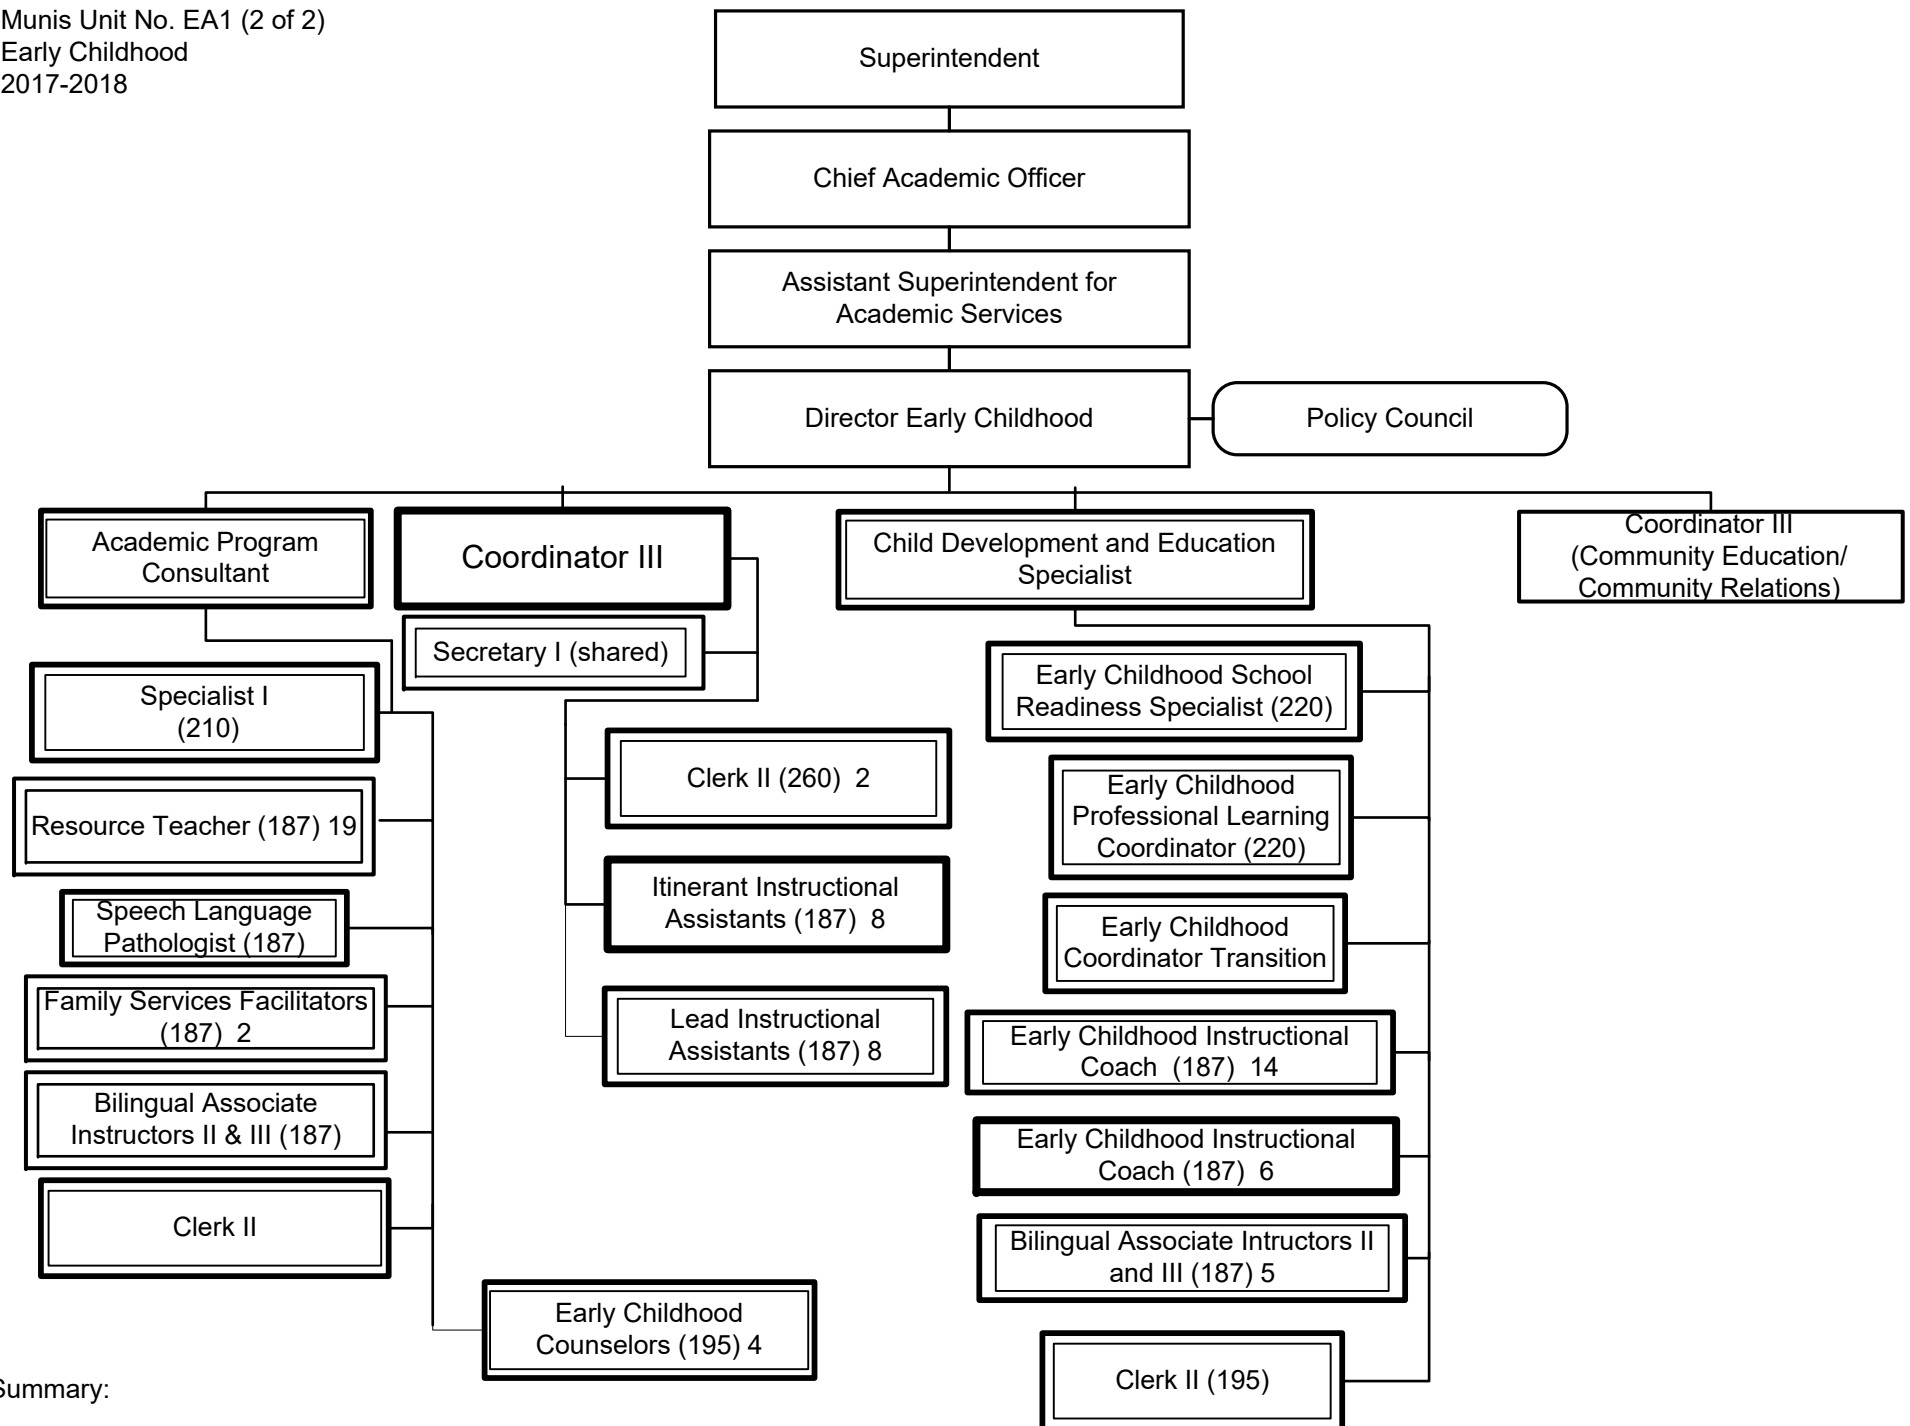 Munis Unit No. EA1 (2 of 2)
Early Childhood
2017-2018
Superintendent
Chief Academic Officer
Assistant Superintendent for
Academic Services
Director Early Childhood
Policy Council
Academic Program
Consultant
Coordinator III
Child Development and Education
Specialist
Coordinator III
(Community Education/
Community Relations)
Secretary I (shared)
Specialist I
(210)
Resource Teacher (187) 19
Speech Language
Pathologist (187)
Family Services Facilitators
(187)  2
Bilingual Associate
Instructors II & III (187)
Clerk II
Early Childhood
Counselors (195) 4
Clerk II (260)  2
Itinerant Instructional
Assistants (187)  8
Lead Instructional
Assistants (187) 8
Early Childhood School
Readiness Specialist (220)
Early Childhood
Professional Learning
Coordinator (220)
Early Childhood
Coordinator Transition
Early Childhood Instructional
Coach  (187)  14
Early Childhood Instructional
Coach (187)  6
Bilingual Associate Intructors II
and III (187) 5
Clerk II (195)
Summary: